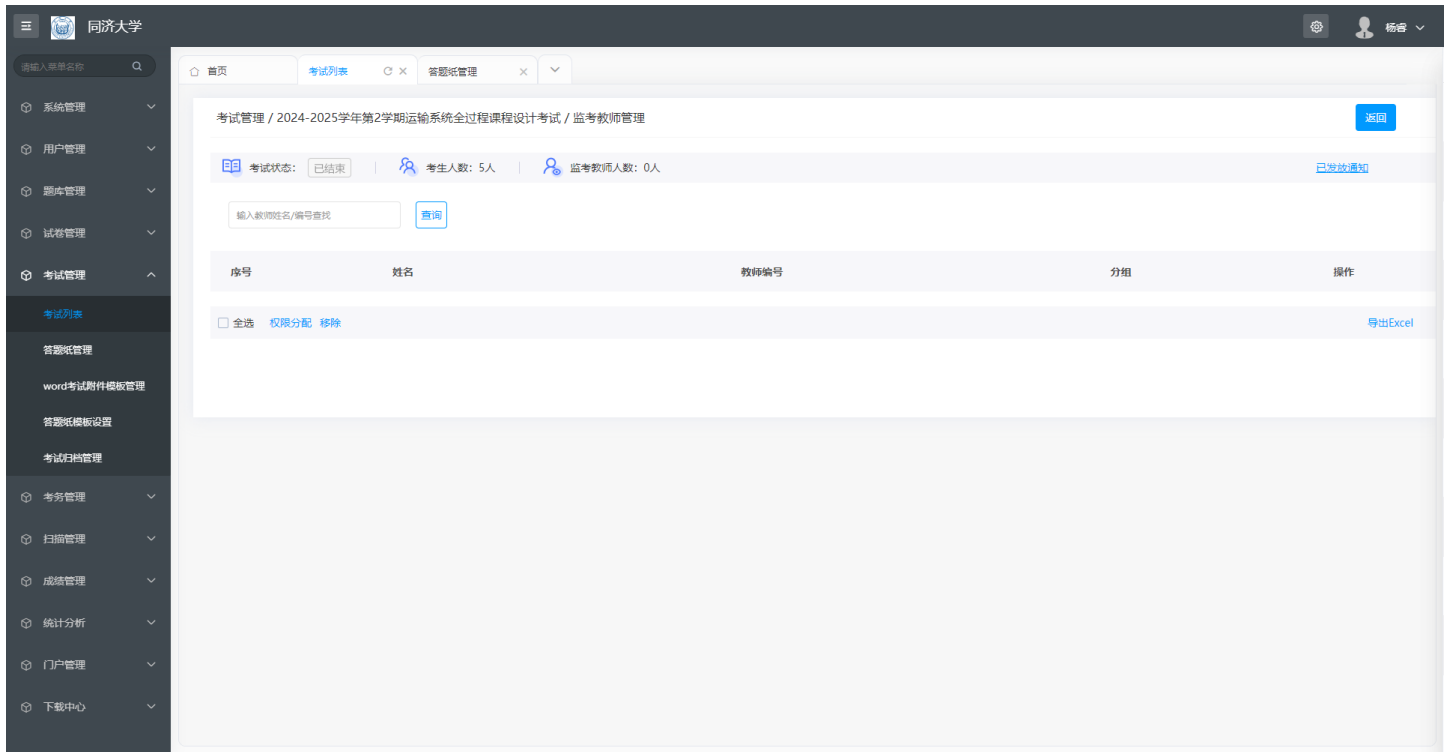 同济大学
杨睿
请输入菜单名称
首页
考试列表
答题纸管理
系统管理
用户管理
题库管理
试卷管理
考试管理
考试列表
答题纸管理
word考试附件模板管理
答题纸模板设置
考试归档管理
考务管理
扫描管理
成绩管理
统计分析
门户管理
下载中心
考试管理 / 2024-2025学年第2学期运输系统全过程课程设计考试 / 监考教师管理
返回
考试状态: 已结束 考生人数: 5人 监考教师人数: 0人 已发放通知
输入教师姓名/编号查找 查询
序号 姓名 教师编号 分组 操作
全选 权限分配 移除 导出Excel